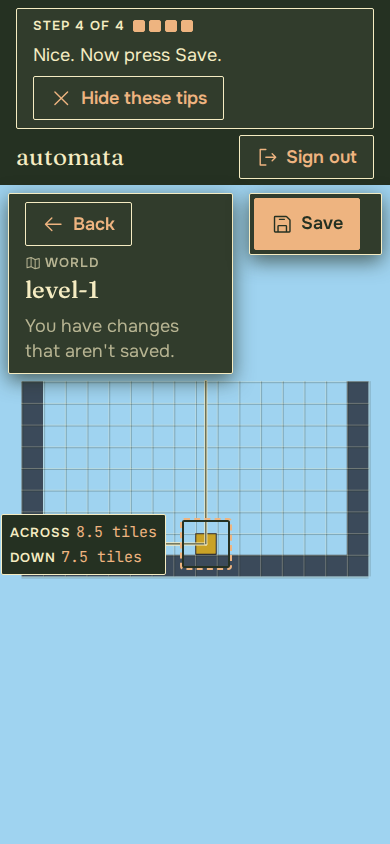 STEP 4 OF 4
Nice. Now press Save.
Hide these tips
automata
Sign out
Back
Save
WORLD
level-1
You have changes
that aren't saved.
ACROSS 8.5 tiles
DOWN 7.5 tiles